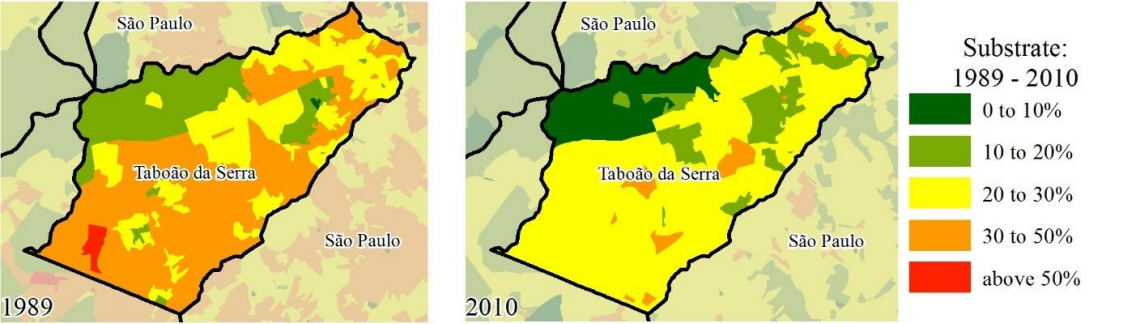 São Paulo
Taboão da Serra
São Paulo
1989
São Paulo
Taboão da Serra
São Paulo
2010
Substrate:
1989 - 2010
0 to 10%
10 to 20%
20 to 30%
30 to 50%
above 50%